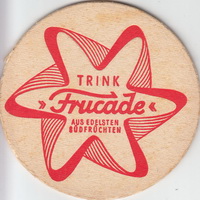 TRINK
Frucade
AUS EDELSTEN
SÜDFRÜCHTEN